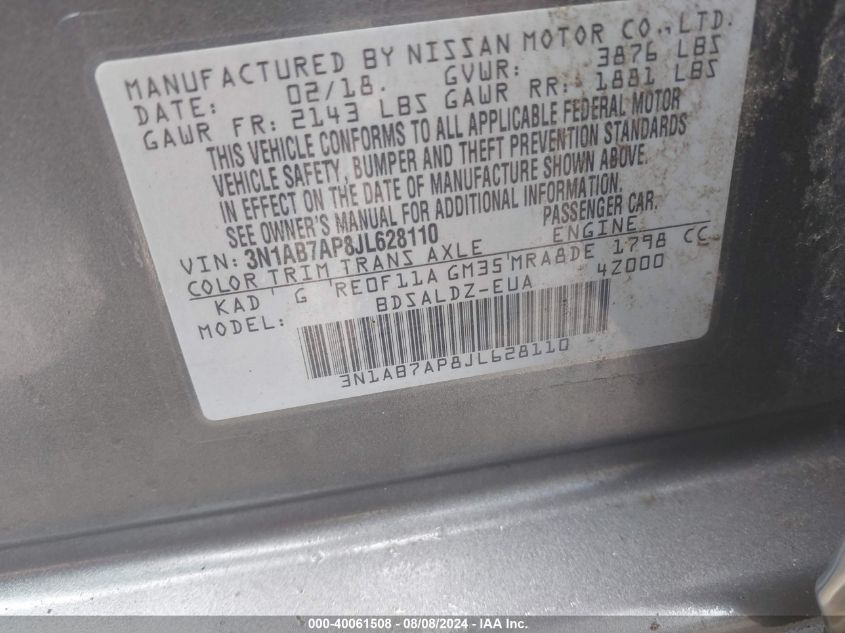 MANUFACTURED BY NISSAN MOTOR CO., LTD.
DATE: 02/18. GVWR: 3876 LBS
GAWR FR: 2143 LBS GAWR RR: 1881 LBS
THIS VEHICLE CONFORMS TO ALL APPLICABLE FEDERAL MOTOR
VEHICLE SAFETY, BUMPER AND THEFT PREVENTION STANDARDS
IN EFFECT ON THE DATE OF MANUFACTURE SHOWN ABOVE.
SEE OWNER'S MANUAL FOR ADDITIONAL INFORMATION.
VIN: 3N1AB7AP8JL628110 PASSENGER CAR.
COLOR TRIM TRANS AXLE ENGINE
KAD G RE0F11A GM35 MRA8DE 1798 CC
MODEL: BDSALDZ-EUA 4Z000
3N1AB7AP8JL628110
000-40061508 - 08/08/2024 - IAA, Inc.